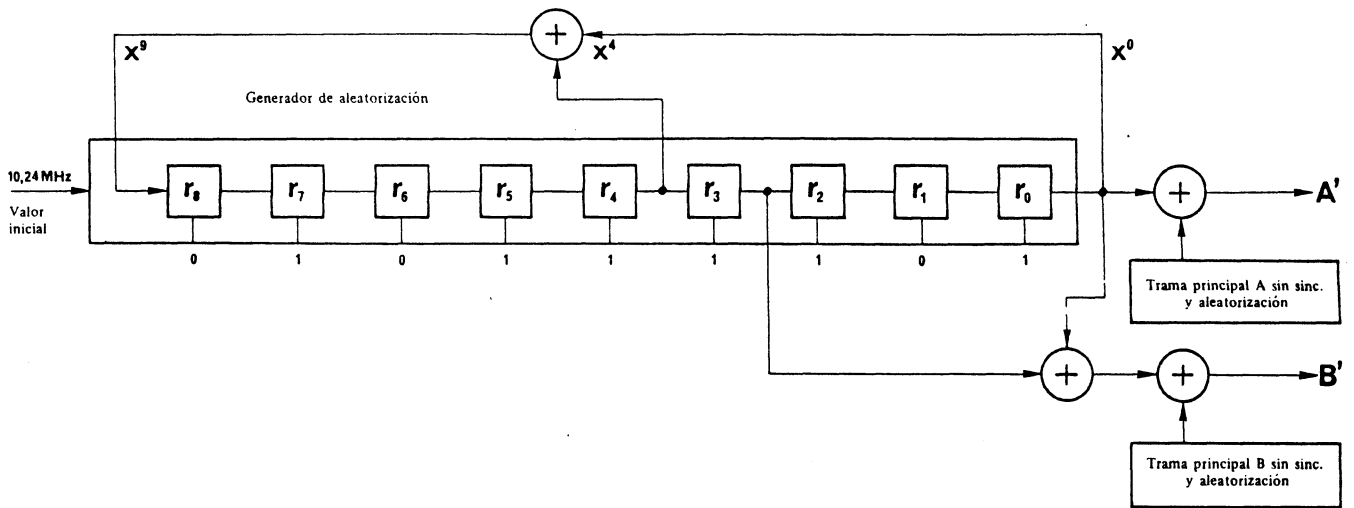 x⁹ x⁴ x⁰
Generador de aleatorización
10,24 MHz
Valor
inicial
r₈ r₇ r₆ r₅ r₄ r₃ r₂ r₁ r₀
0 1 0 1 1 1 1 0 1
A'
Trama principal A sin sinc.
y aleatorización
B'
Trama principal B sin sinc.
y aleatorización